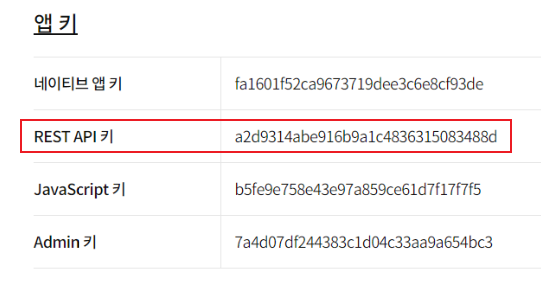 앱 키
네이티브 앱 키 fa1601f52ca9673719dee3c6e8cf93de
REST API 키 a2d9314abe916b9a1c4836315083488d
JavaScript 키 b5fe9e758e43e97a859ce61d7f17f7f5
Admin 키 7a4d07df244383c1d04c33aa9a654bc3